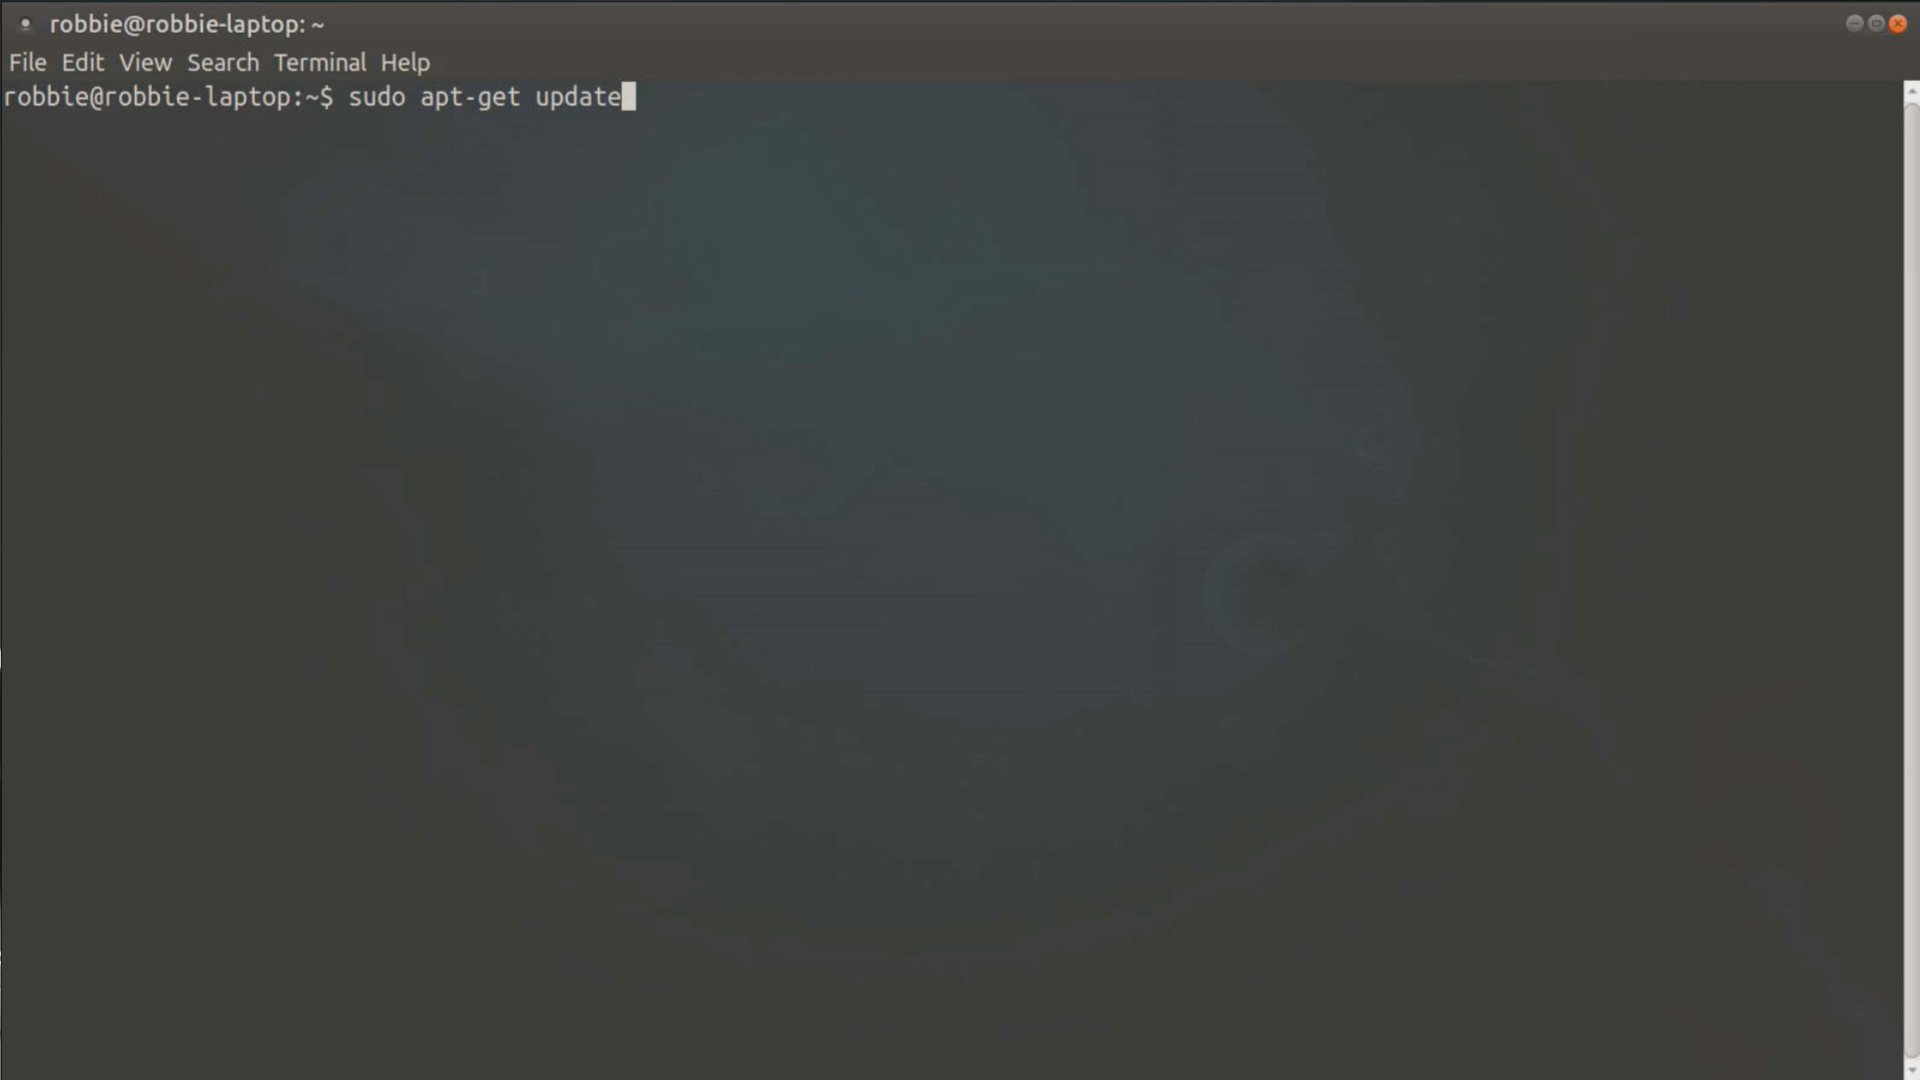 robbie@robbie-laptop: ~
File Edit View Search Terminal Help
robbie@robbie-laptop:~$ sudo apt-get update